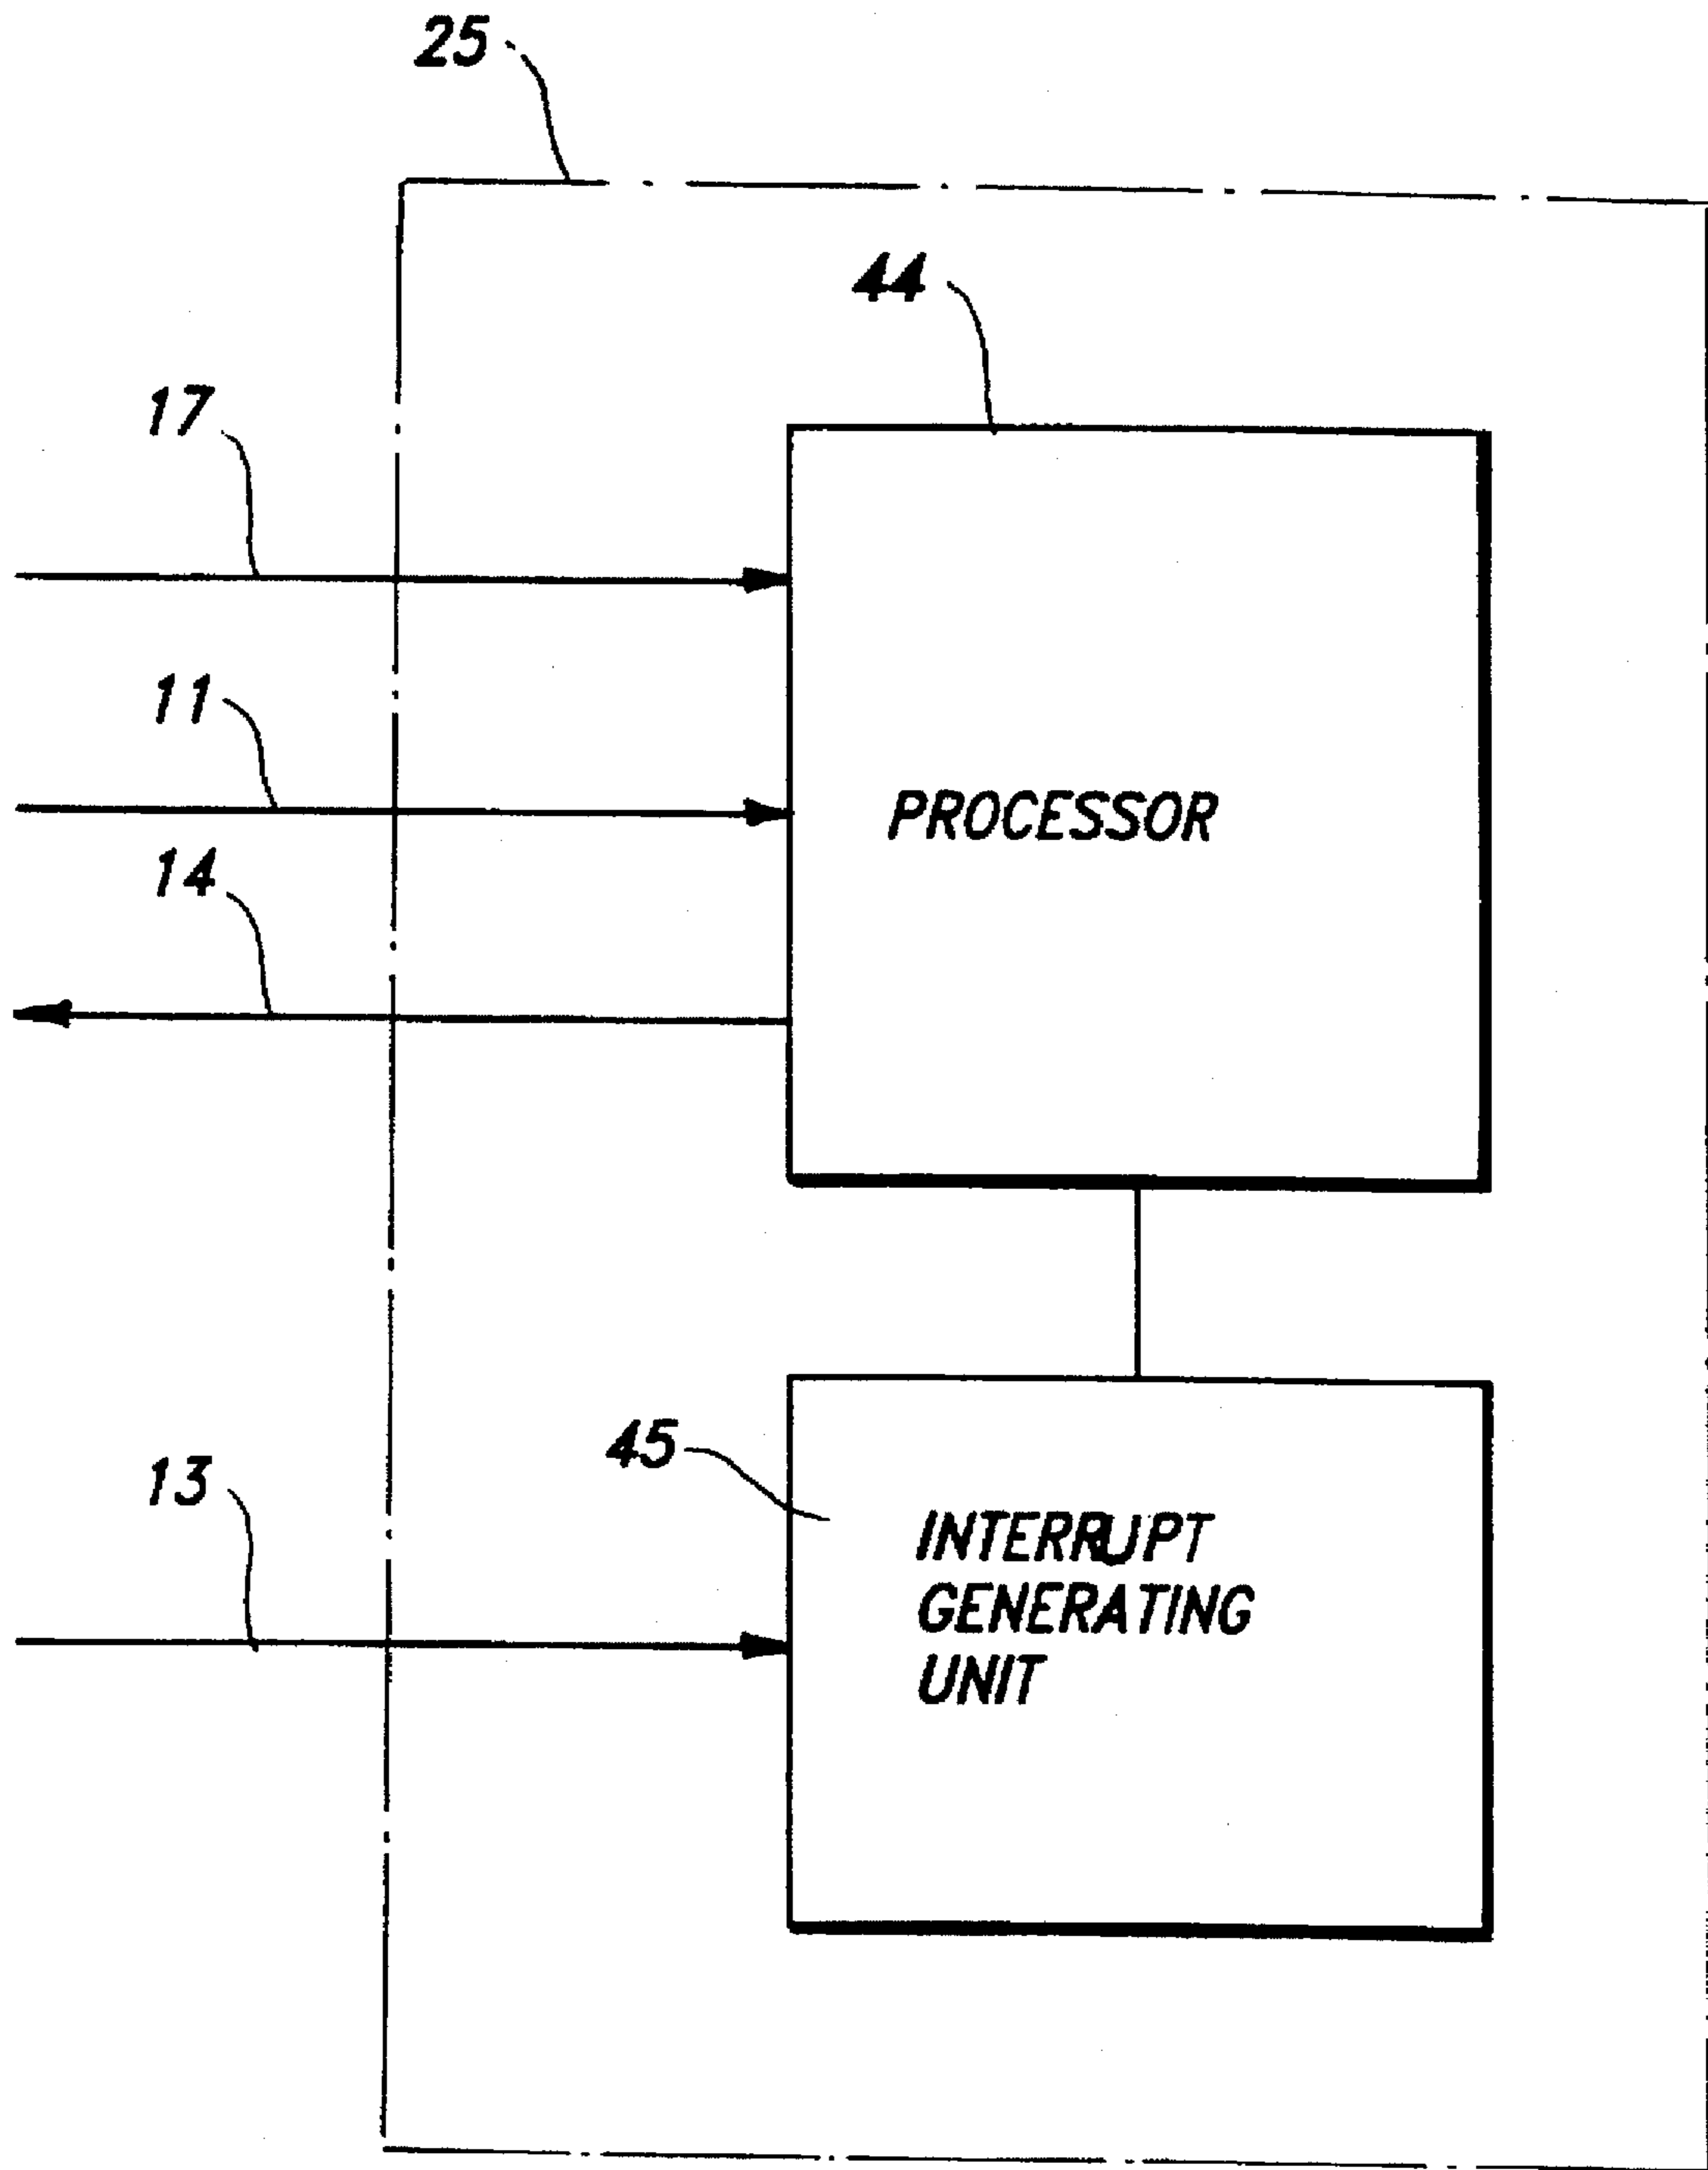 25
44
17
11
PROCESSOR
14
45
13
INTERRUPT
GENERATING
UNIT